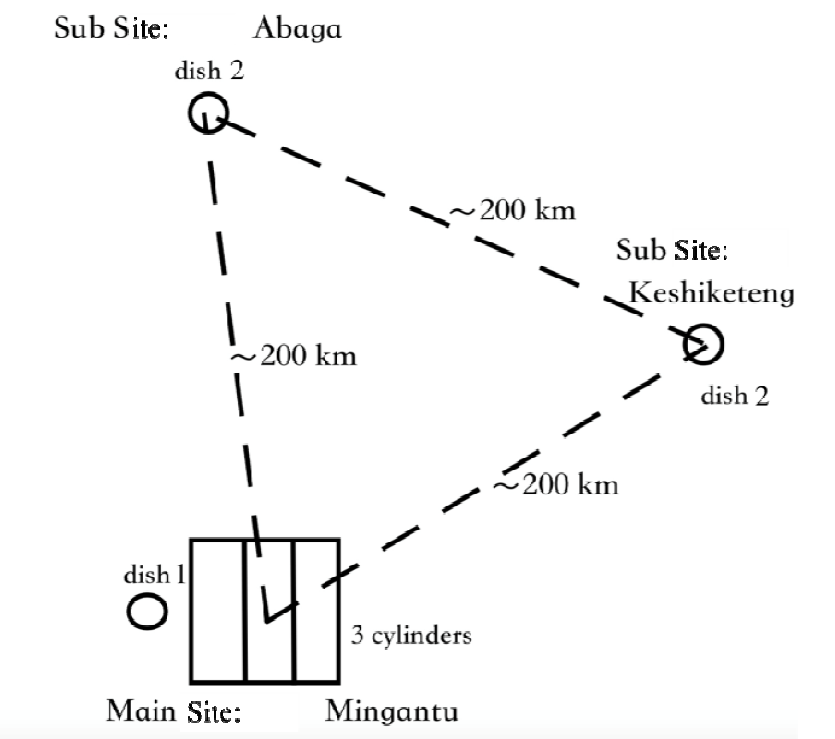 Sub Site: Abaga
dish 2
~200 km
Sub Site:
Keshiketeng
~200 km
dish 2
~200 km
dish 1
3 cylinders
Main Site: Mingantu